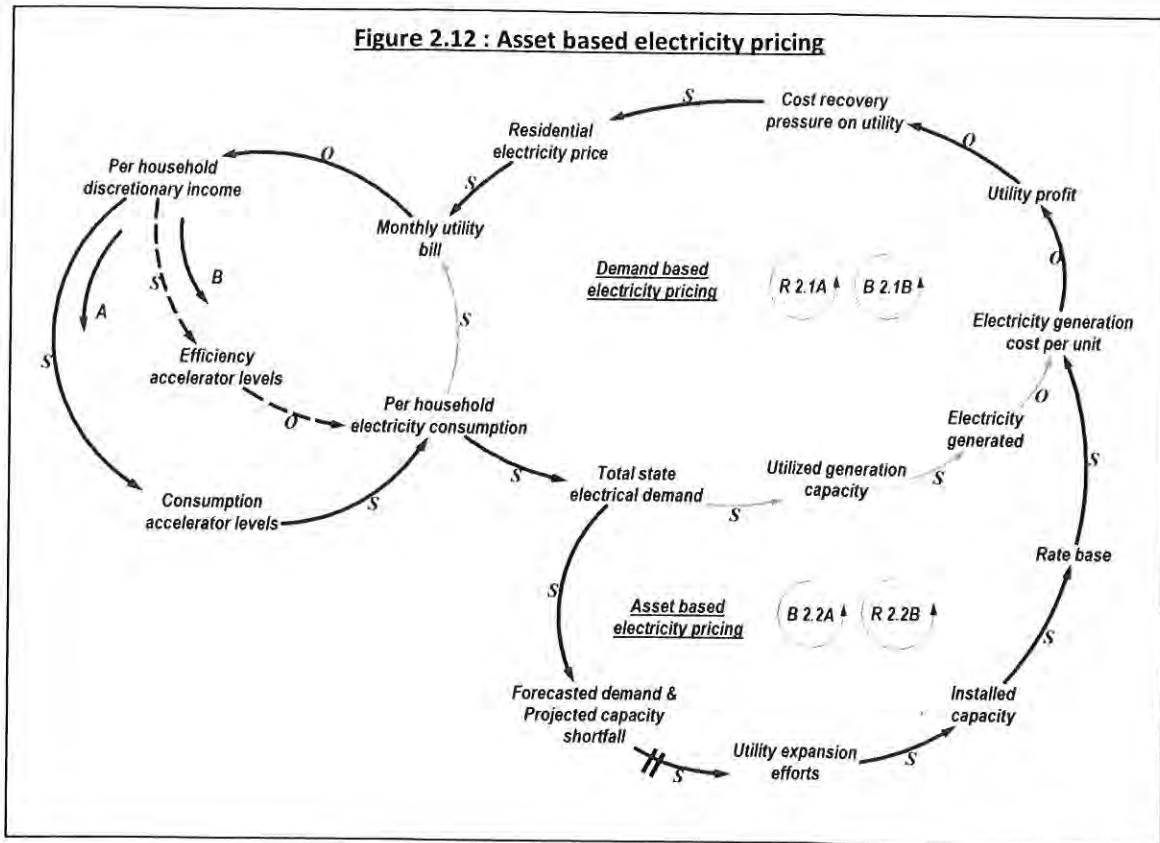 Figure 2.12 : Asset based electricity pricing
S
Cost recovery
pressure on utility
Residential
electricity price
O
O
Per household
discretionary income
S
Utility profit
Monthly utility
bill
S
B
A
Demand based
electricity pricing
R 2.1A
B 2.1B
O
S
Electricity generation
cost per unit
S
Efficiency
accelerator levels
O
Per household
electricity consumption
O
Electricity
generated
S
S
Total state
electrical demand
Utilized generation
capacity
S
S
Consumption
accelerator levels
S
Rate base
S
Asset based
electricity pricing
B 2.2A
R 2.2B
S
Forecasted demand &
Projected capacity
shortfall
Installed
capacity
S
Utility expansion
efforts
S